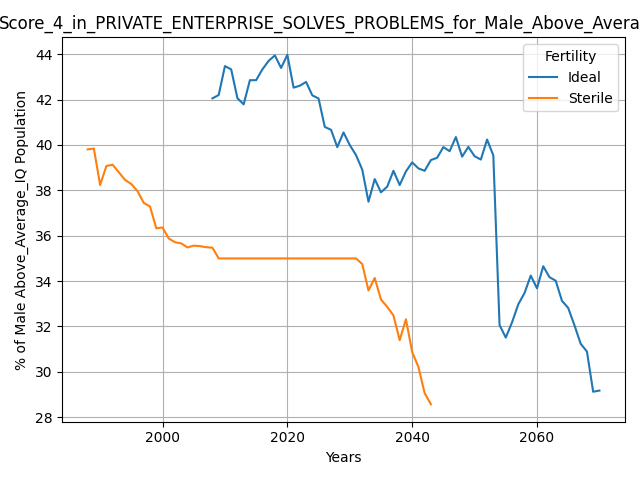 Score_4_in_PRIVATE_ENTERPRISE_SOLVES_PROBLEMS_for_Male_Above_Avera
Fertility
Ideal
Sterile
% of Male Above_Average_IQ Population
44
42
40
38
36
34
32
30
28
2000
2020
2040
2060
Years